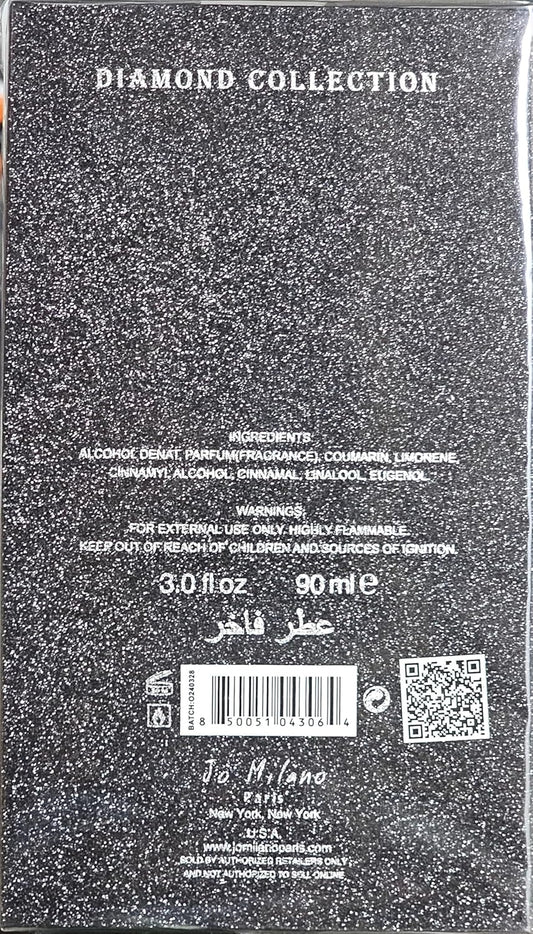 DIAMOND COLLECTION
INGREDIENTS:
ALCOHOL DENAT, PARFUM(FRAGRANCE), COUMARIN, LIMONENE,
CINNAMYL ALCOHOL, CINNAMAL, LINALOOL, EUGENOL
WARNINGS:
FOR EXTERNAL USE ONLY. HIGHLY FLAMMABLE.
KEEP OUT OF REACH OF CHILDREN AND SOURCES OF IGNITION.
3.0 fl oz 90 ml e
عطر فاخر
BATCH:O240328
8 50051 04306 4
Jo Milano
Paris
New York, New York
U.S.A.
www.jomilanoparis.com
SOLD BY AUTHORIZED RETAILERS ONLY
AND NOT AUTHORIZED TO SELL ONLINE